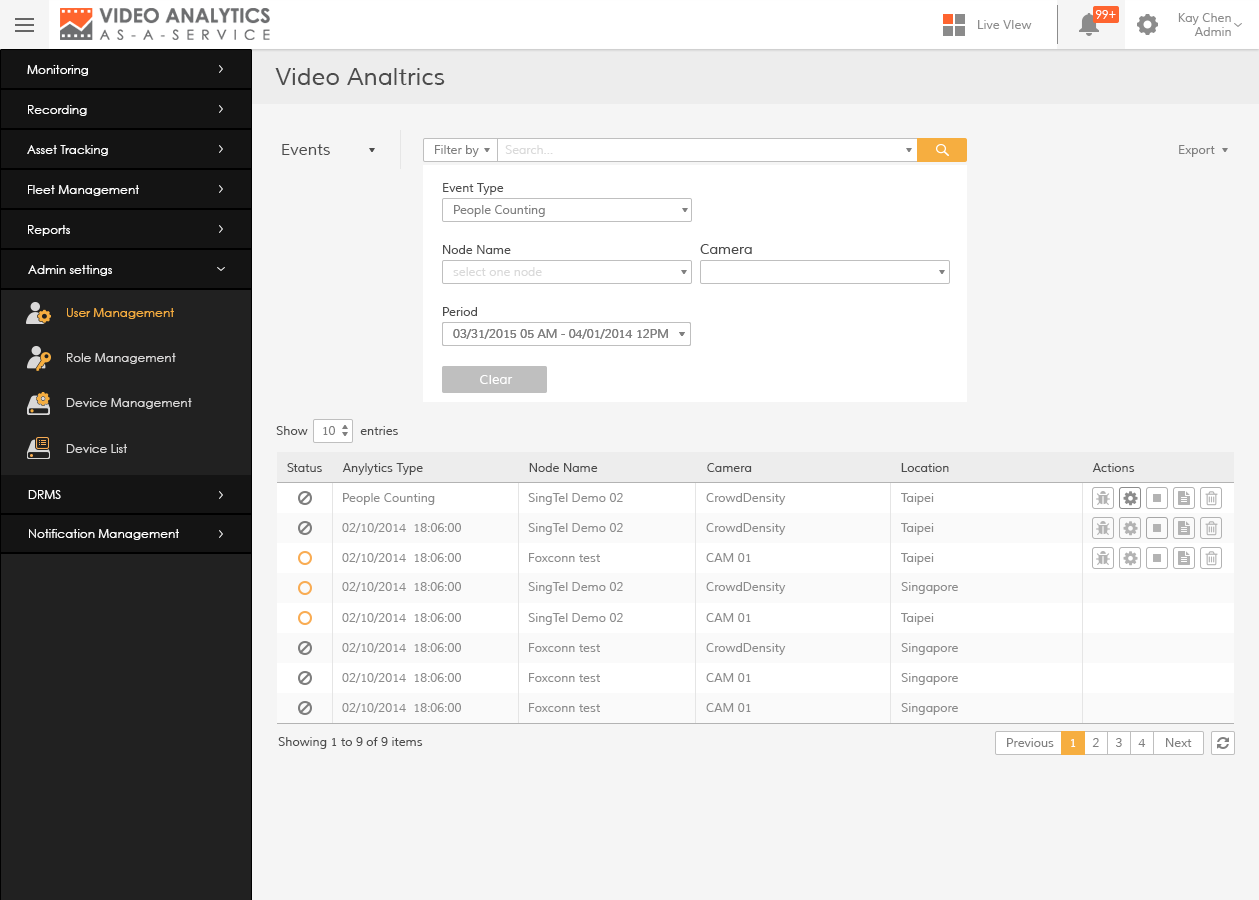 VIDEO ANALYTICS
AS-A-SERVICE
Live VIew
99+
Kay Chen
Admin
Monitoring
Recording
Asset Tracking
Fleet Management
Reports
Admin settings
User Management
Role Management
Device Management
Device List
DRMS
Notification Management
Video Analtrics
Events
Filter by
Search...
Export
Event Type
People Counting
Node Name
Camera
select one node
Period
03/31/2015 05 AM - 04/01/2014 12PM
Clear
Show 10 entries
Status Anylytics Type Node Name Camera Location Actions
People Counting SingTel Demo 02 CrowdDensity Taipei
02/10/2014 18:06:00 SingTel Demo 02 CrowdDensity Taipei
02/10/2014 18:06:00 Foxconn test CAM 01 Taipei
02/10/2014 18:06:00 SingTel Demo 02 CrowdDensity Singapore
02/10/2014 18:06:00 SingTel Demo 02 CAM 01 Taipei
02/10/2014 18:06:00 Foxconn test CrowdDensity Singapore
02/10/2014 18:06:00 Foxconn test CAM 01 Singapore
02/10/2014 18:06:00 Foxconn test CAM 01 Singapore
Showing 1 to 9 of 9 items
Previous 1 2 3 4 Next